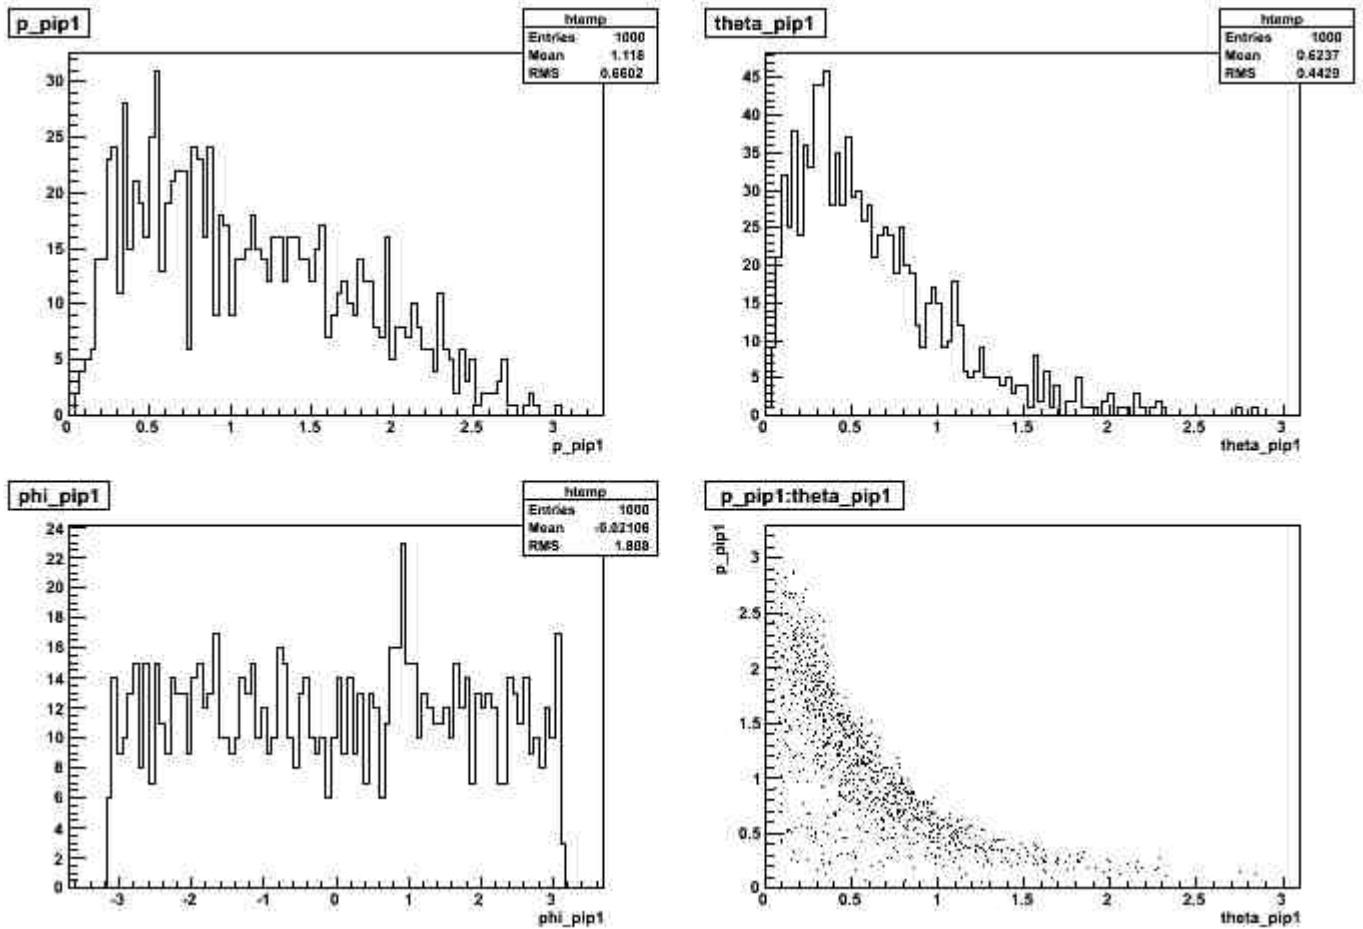 p_pip1
htemp
Entries 1000
Mean 1.118
RMS 0.6602
30
25
20
15
10
5
0
0 0.5 1 1.5 2 2.5 3
p_pip1
theta_pip1
htemp
Entries 1000
Mean 0.6237
RMS 0.4429
45
40
35
30
25
20
15
10
5
0
0 0.5 1 1.5 2 2.5 3
theta_pip1
phi_pip1
htemp
Entries 1000
Mean -0.02106
RMS 1.808
24
22
20
18
16
14
12
10
8
6
4
2
0
-3 -2 -1 0 1 2 3
phi_pip1
p_pip1:theta_pip1
p_pip1
3
2.5
2
1.5
1
0.5
0
0 0.5 1 1.5 2 2.5 3
theta_pip1